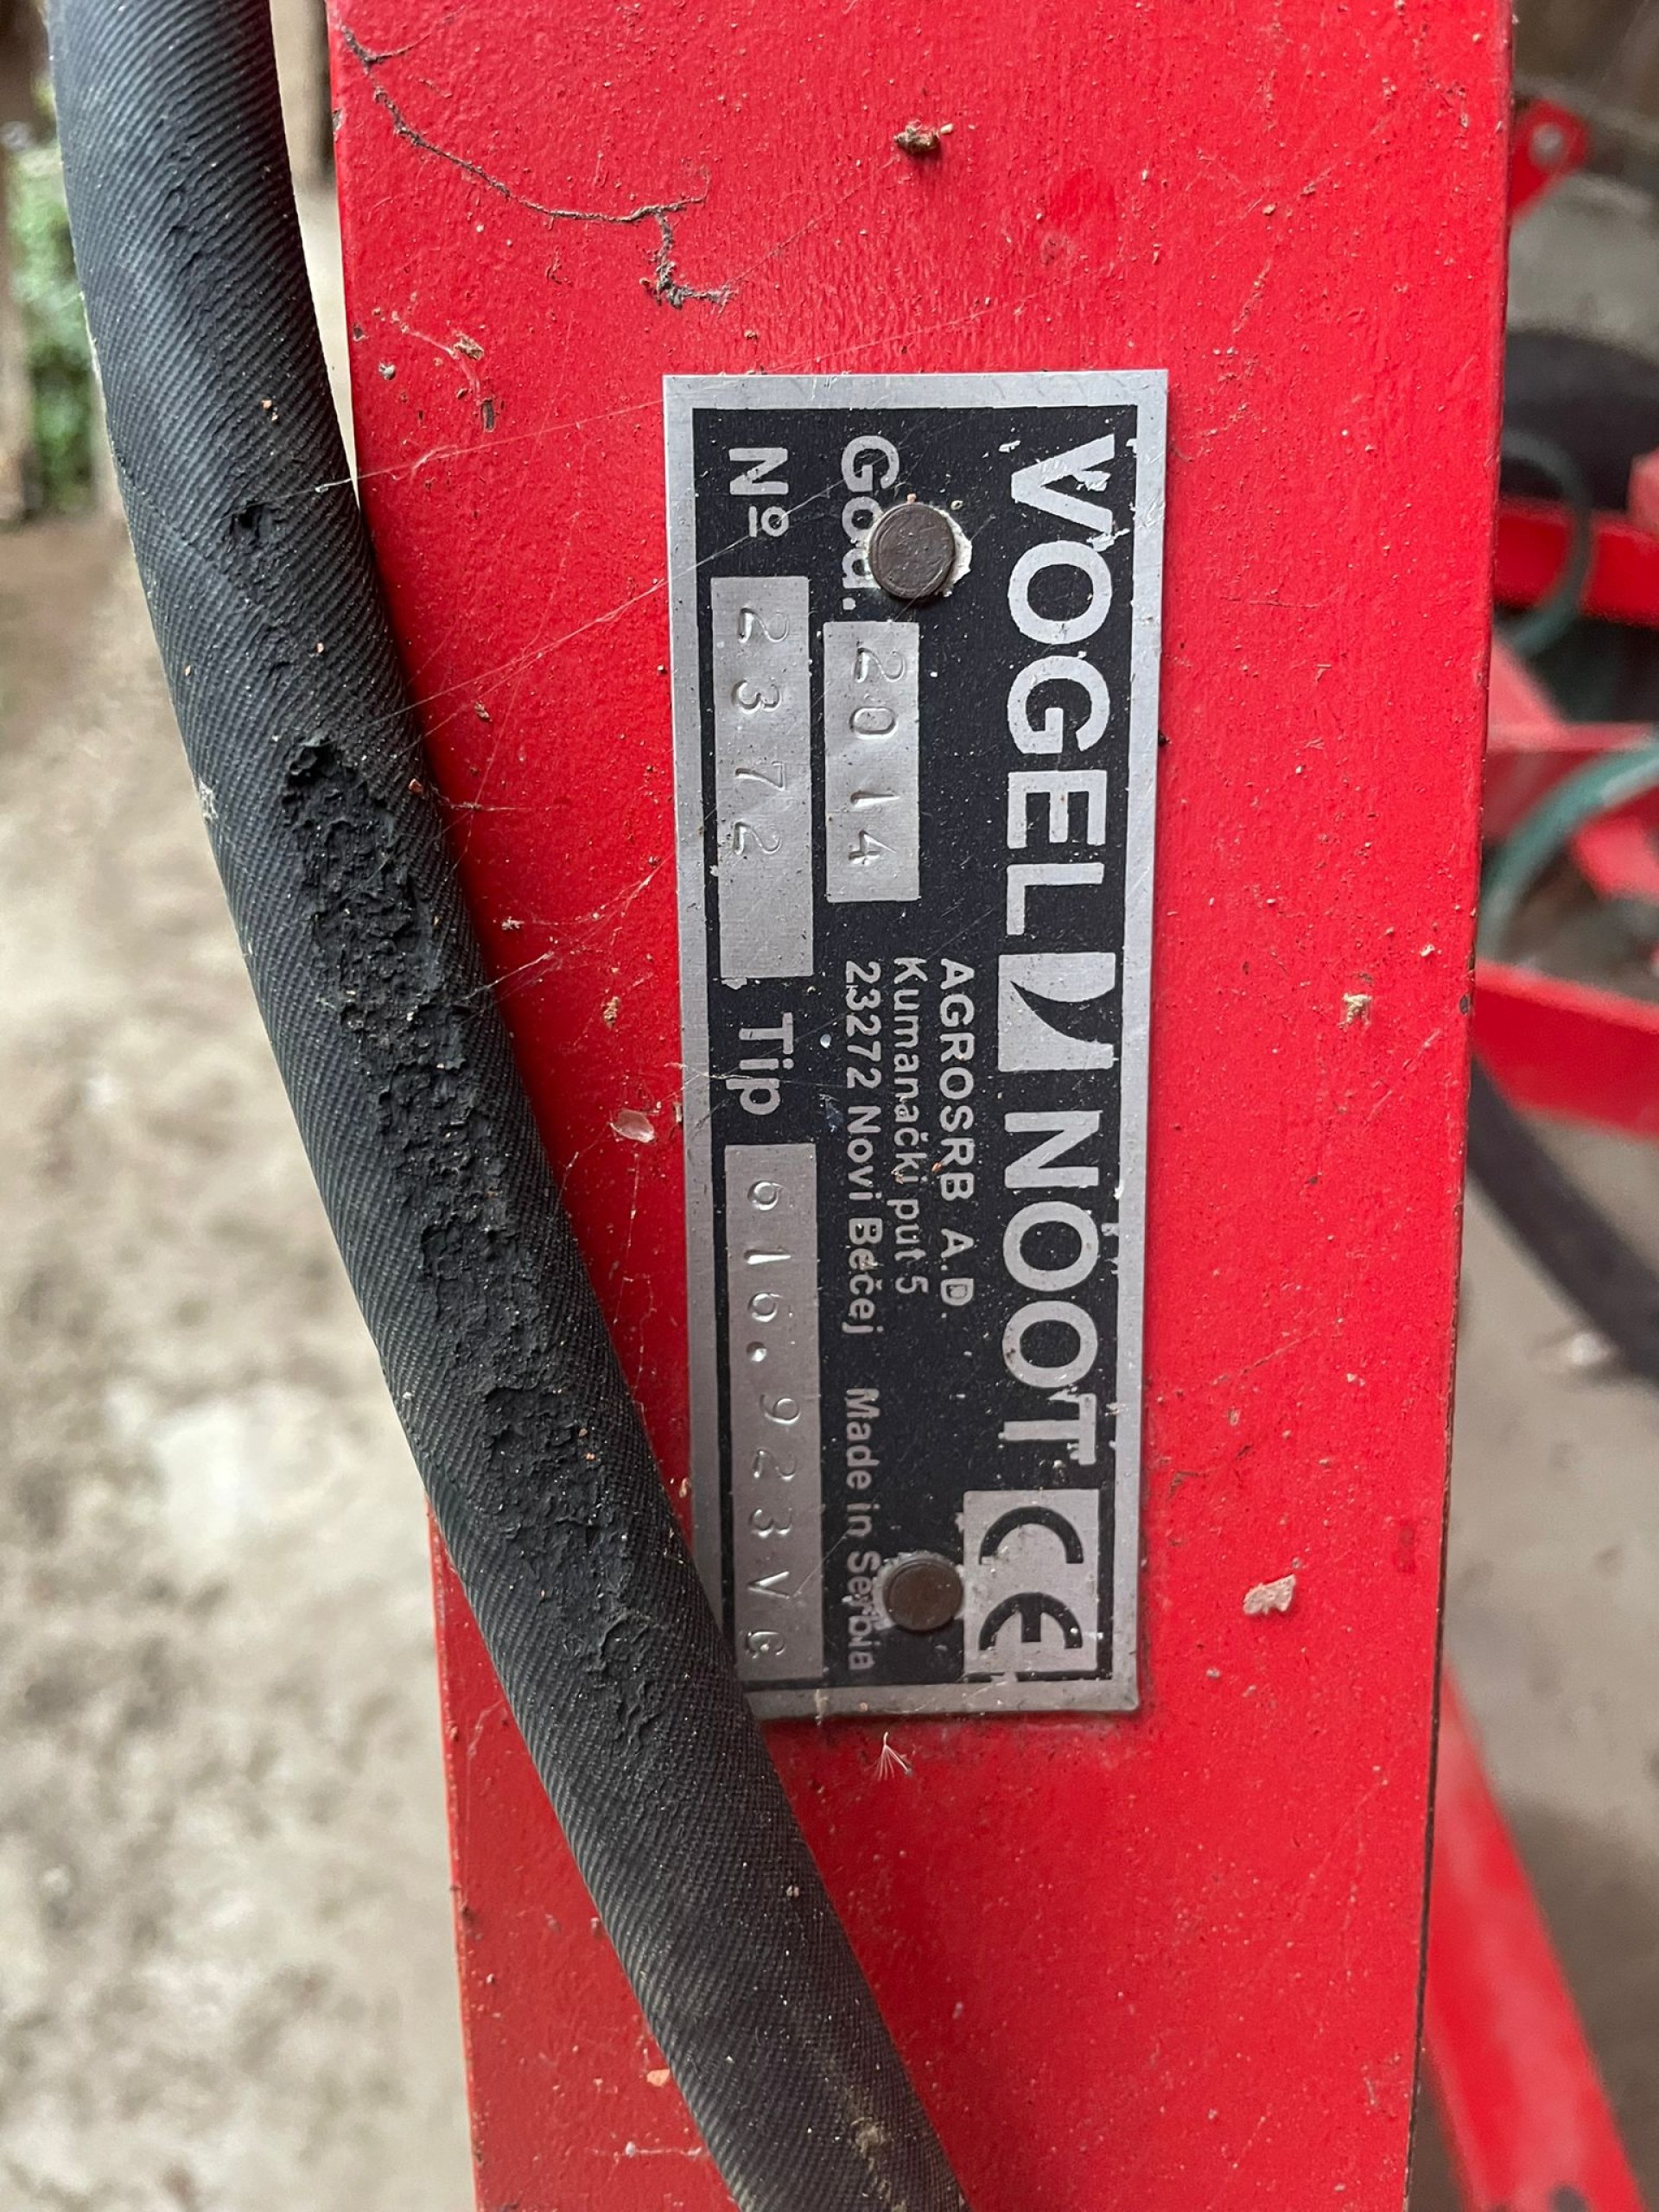 VOGEL NOOT CE
AGROSRB A.D.
Kumanački put 5
God. 2014 23272 Novi Bečej Made in Serbia
Nº 2372 Tip 616.923VG